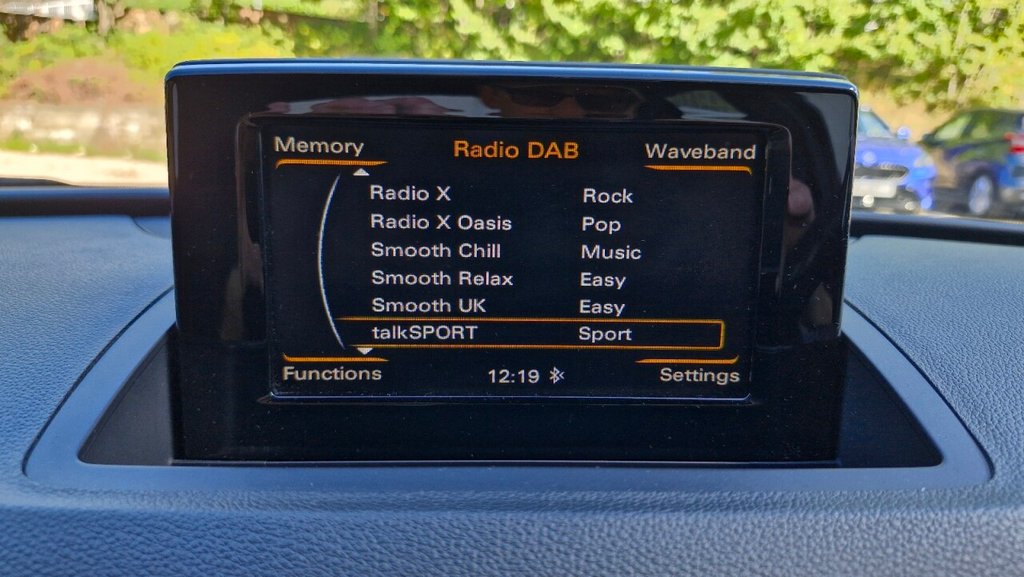 Memory Radio DAB Waveband
Radio X Rock
Radio X Oasis Pop
Smooth Chill Music
Smooth Relax Easy
Smooth UK Easy
talkSPORT Sport
Functions 12:19 Settings